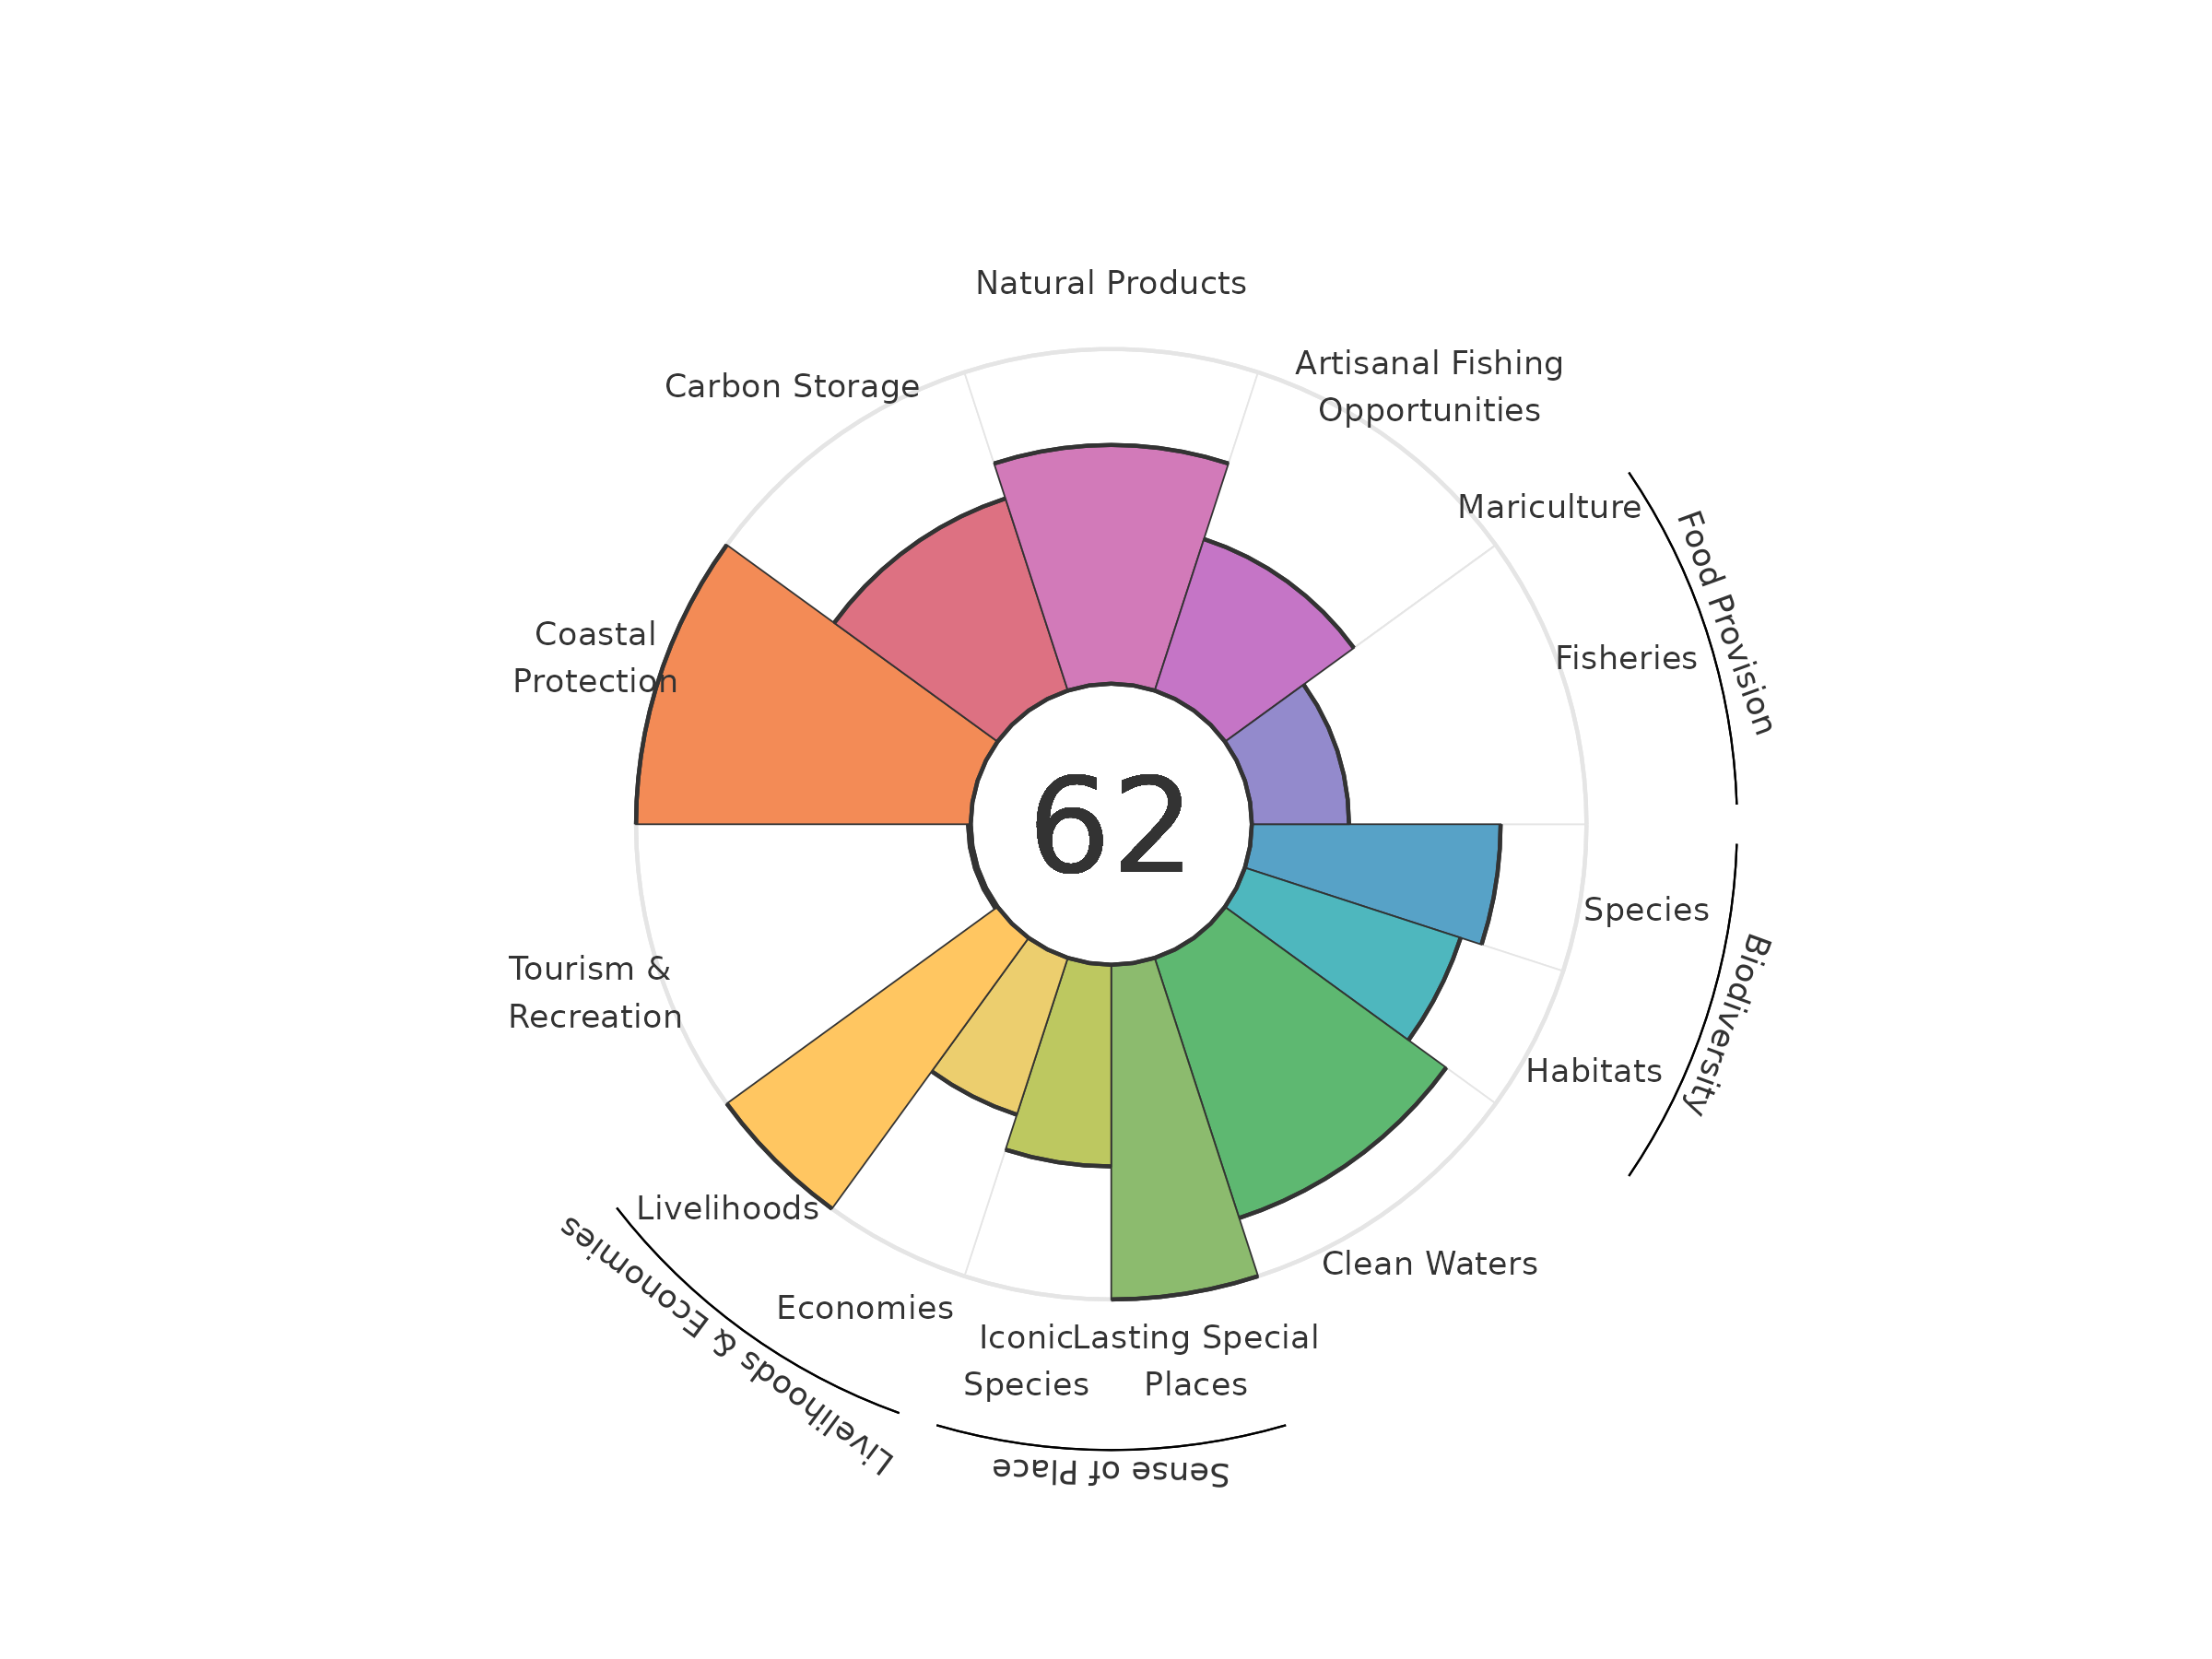 Natural Products
Artisanal Fishing
Opportunities
Carbon Storage
Mariculture
Food Provision
Coastal
Protection
Fisheries
62
Species
Biodiversity
Tourism &
Recreation
Habitats
Livelihoods
Clean Waters
Economies
Livelihoods & Economies
Iconic
Species
Lasting Special
Places
Sense of Place